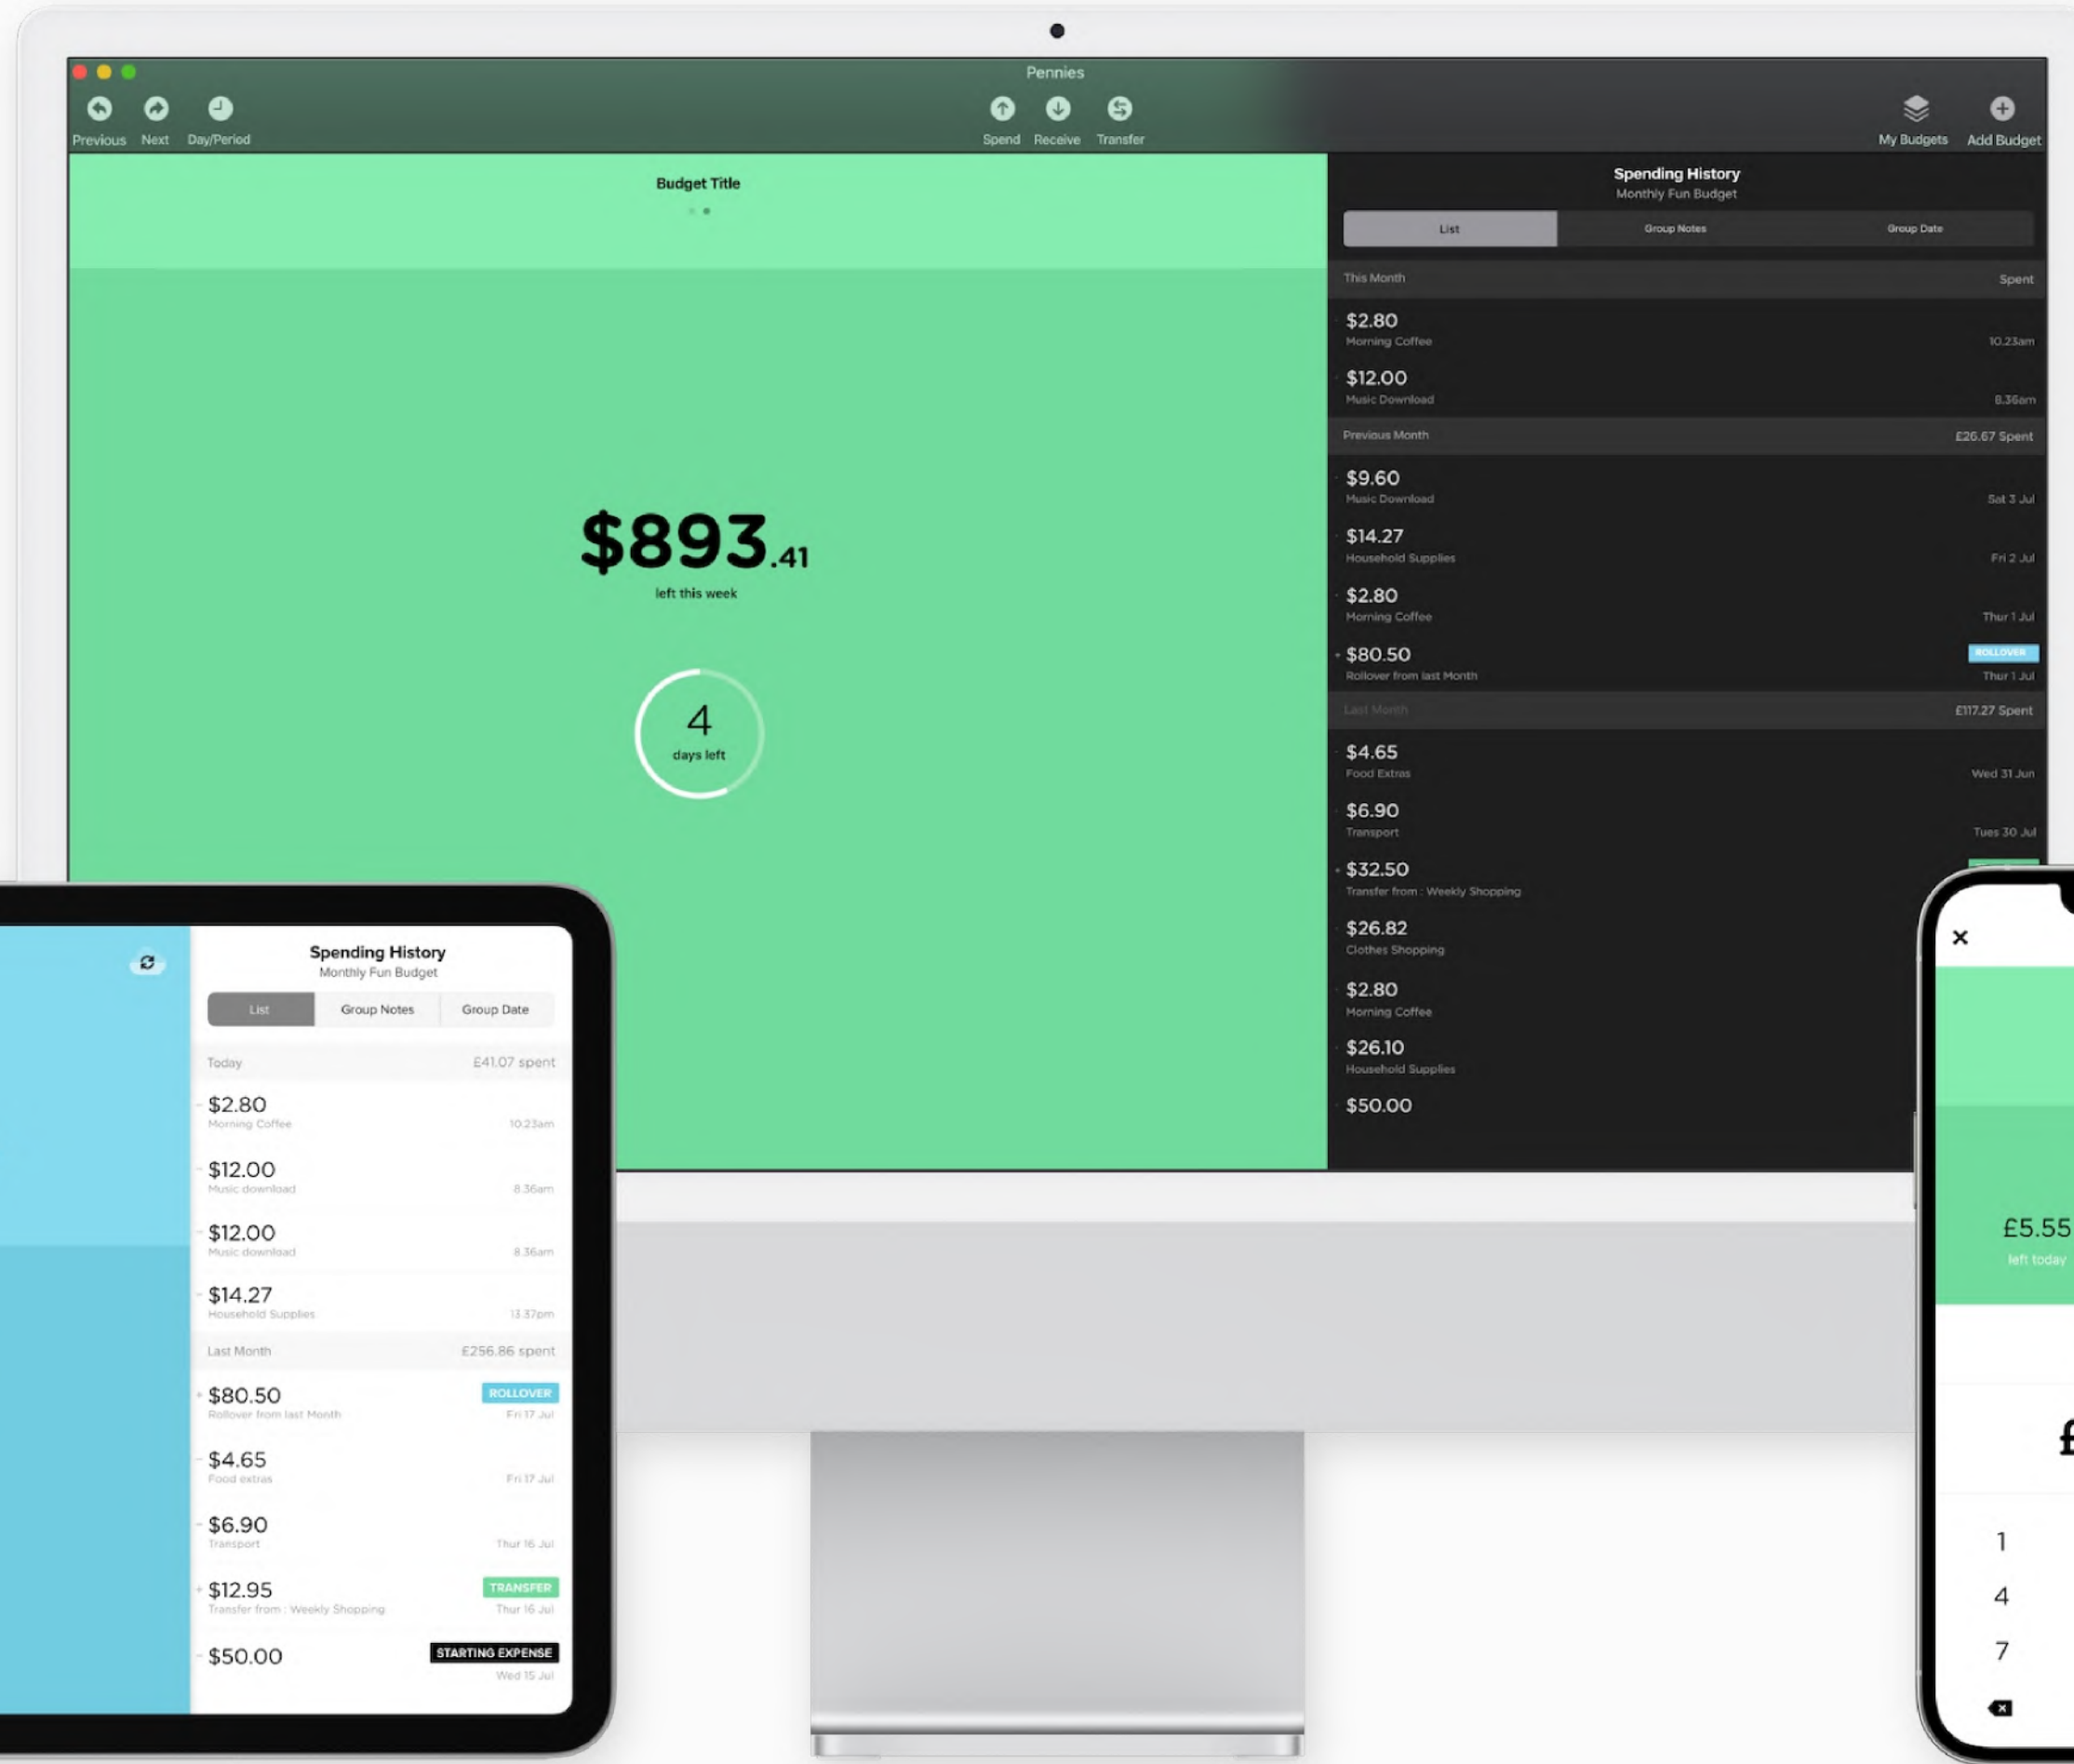 Pennies
Previous Next Day/Period Spend Receive Transfer My Budgets Add Budget
Budget Title
$893.41
left this week
4
days left
Spending History
Monthly Fun Budget
List Group Notes Group Date
This Month Spent
$2.80
Morning Coffee 10.23am
$12.00
Music Download 8.36am
Previous Month £26.67 Spent
$9.60
Music Download Sat 3 Jul
$14.27
Household Supplies Fri 2 Jul
$2.80
Morning Coffee Thur 1 Jul
$80.50 ROLLOVER
Rollover from last Month Thur 1 Jul
Last Month £117.27 Spent
$4.65
Food Extras Wed 31 Jun
$6.90
Transport Tues 30 Jul
$32.50
Transfer from : Weekly Shopping
$26.82
Clothes Shopping
$2.80
Morning Coffee
$26.10
Household Supplies
$50.00
Spending History
Monthly Fun Budget
List Group Notes Group Date
Today £41.07 spent
- $2.80
Morning Coffee 10.23am
- $12.00
Music download 8.36am
- $12.00
Music download 8.36am
- $14.27
Household Supplies 13.37pm
Last Month £256.86 spent
+ $80.50 ROLLOVER
Rollover from last Month Fri 17 Jul
- $4.65
Food extras Fri 17 Jul
- $6.90
Transport Thur 16 Jul
+ $12.95 TRANSFER
Transfer from : Weekly Shopping Thur 16 Jul
- $50.00 STARTING EXPENSE
Wed 15 Jul
£5.55
left today
£
1
4
7